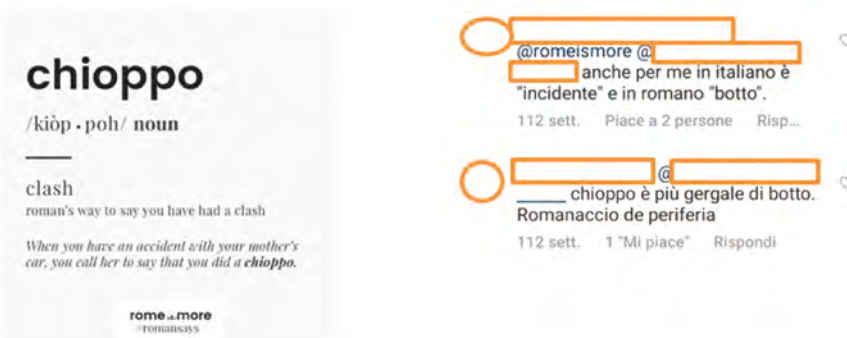 chioppo
/kiòp • poh/ noun
clash
roman's way to say you have had a clash
When you have an accident with your mother's
car, you call her to say that you did a chioppo.
rome is more
#romansays
@romeismore @
anche per me in italiano è
"incidente" e in romano "botto".
112 sett. Piace a 2 persone Risp...
@
chioppo è più gergale di botto.
Romanaccio de periferia
112 sett. 1 "Mi piace" Rispondi